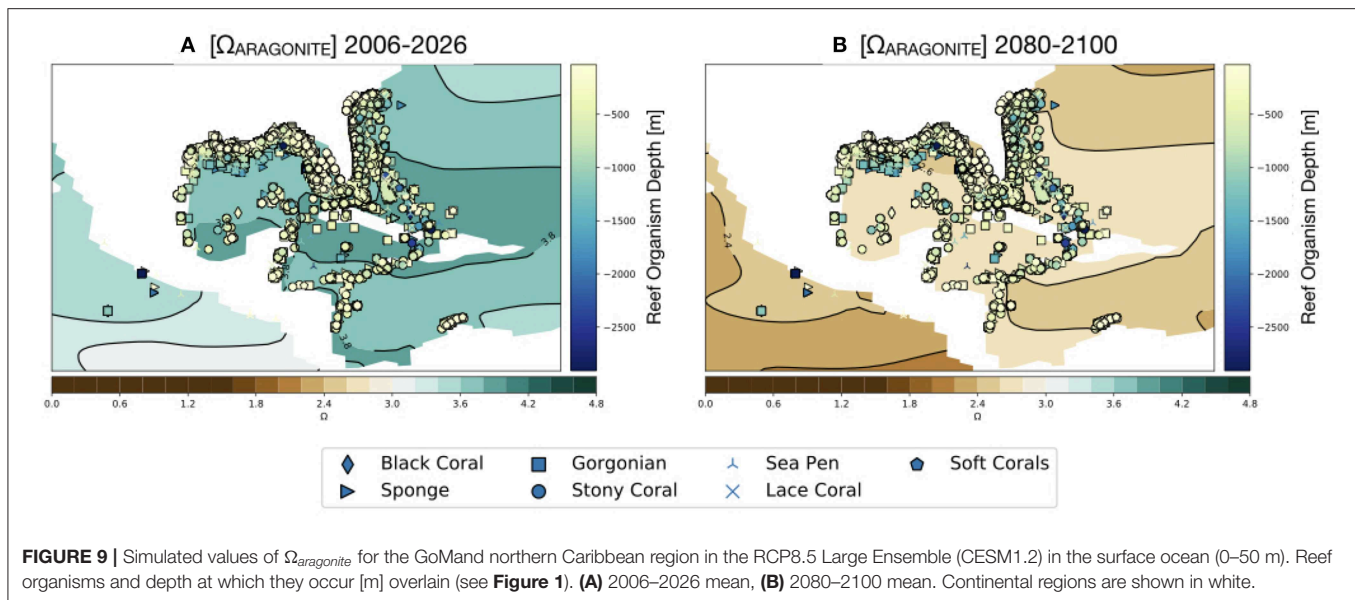 A [ΩARAGONITE] 2006-2026
B [ΩARAGONITE] 2080-2100
3.8
3.8
−500
−1000
−1500
−2000
−2500
Reef Organism Depth [m]
2.4
−500
−1000
−1500
−2000
−2500
Reef Organism Depth [m]
0.0 0.6 1.2 1.8 2.4 3.0 3.6 4.2 4.8
Ω
0.0 0.6 1.2 1.8 2.4 3.0 3.6 4.2 4.8
Ω
Black Coral Gorgonian Sea Pen Soft Corals
Sponge Stony Coral Lace Coral
FIGURE 9 | Simulated values of Ωaragonite for the GoMand northern Caribbean region in the RCP8.5 Large Ensemble (CESM1.2) in the surface ocean (0–50 m). Reef
organisms and depth at which they occur [m] overlain (see Figure 1). (A) 2006–2026 mean, (B) 2080–2100 mean. Continental regions are shown in white.